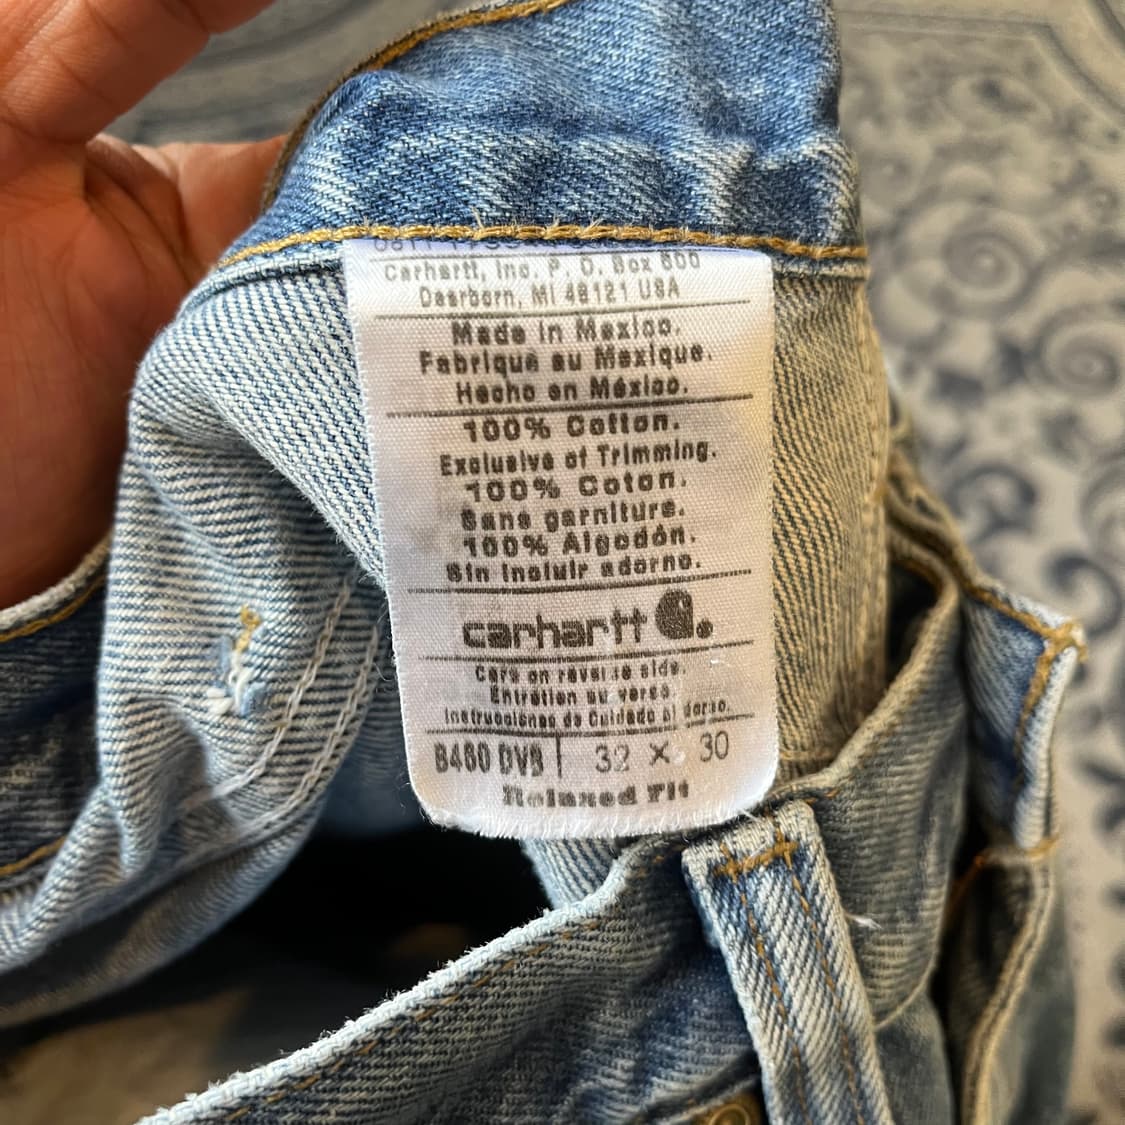 Carhartt, Inc. P. O. Box 600
Dearborn, MI 48121 USA
Made in Mexico.
Fabriqué au Mexique.
Hecho en México.
100% Cotton.
Exclusive of Trimming.
100% Coton.
Sans garniture.
100% Algodón.
Sin incluir adorno.
carhartt
Care on reverse side.
Entretien au verso.
Instrucciones de Cuidado al dorso.
B460 DVB 32 X 30
Relaxed Fit